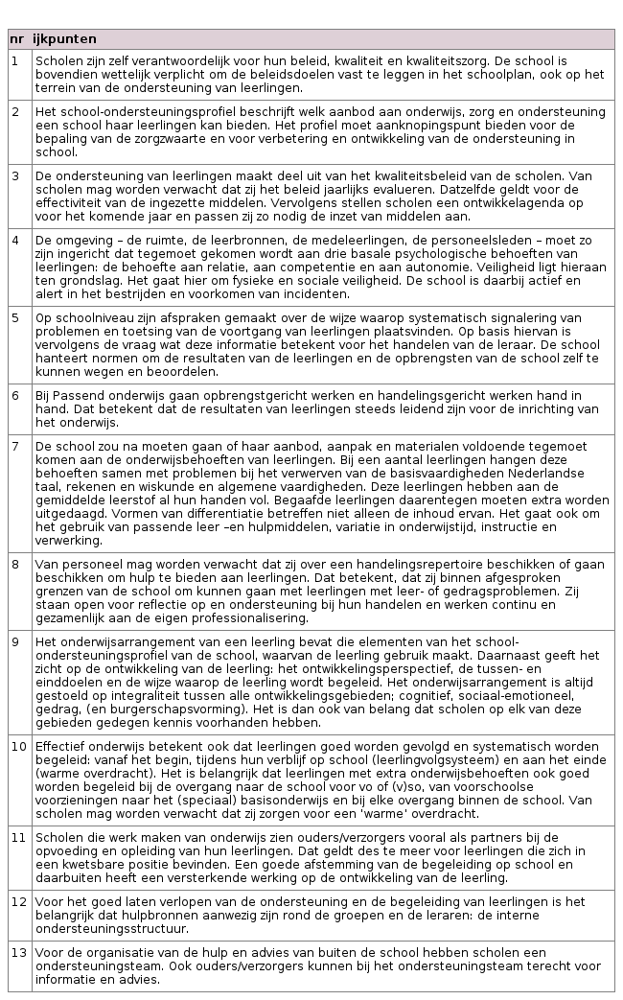 nr ijkpunten
1 Scholen zijn zelf verantwoordelijk voor hun beleid, kwaliteit en kwaliteitszorg. De school is
bovendien wettelijk verplicht om de beleidsdoelen vast te leggen in het schoolplan, ook op het
terrein van de ondersteuning van leerlingen.
2 Het school-ondersteuningsprofiel beschrijft welk aanbod aan onderwijs, zorg en ondersteuning
een school haar leerlingen kan bieden. Het profiel moet aanknopingspunt bieden voor de
bepaling van de zorgzwaarte en voor verbetering en ontwikkeling van de ondersteuning in
school.
3 De ondersteuning van leerlingen maakt deel uit van het kwaliteitsbeleid van de scholen. Van
scholen mag worden verwacht dat zij het beleid jaarlijks evalueren. Datzelfde geldt voor de
effectiviteit van de ingezette middelen. Vervolgens stellen scholen een ontwikkelagenda op
voor het komende jaar en passen zij zo nodig de inzet van middelen aan.
4 De omgeving – de ruimte, de leerbronnen, de medeleerlingen, de personeelsleden – moet zo
zijn ingericht dat tegemoet gekomen wordt aan drie basale psychologische behoeften van
leerlingen: de behoefte aan relatie, aan competentie en aan autonomie. Veiligheid ligt hieraan
ten grondslag. Het gaat hier om fysieke en sociale veiligheid. De school is daarbij actief en
alert in het bestrijden en voorkomen van incidenten.
5 Op schoolniveau zijn afspraken gemaakt over de wijze waarop systematisch signalering van
problemen en toetsing van de voortgang van leerlingen plaatsvinden. Op basis hiervan is
vervolgens de vraag wat deze informatie betekent voor het handelen van de leraar. De school
hanteert normen om de resultaten van de leerlingen en de opbrengsten van de school zelf te
kunnen wegen en beoordelen.
6 Bij Passend onderwijs gaan opbrengstgericht werken en handelingsgericht werken hand in
hand. Dat betekent dat de resultaten van leerlingen steeds leidend zijn voor de inrichting van
het onderwijs.
7 De school zou na moeten gaan of haar aanbod, aanpak en materialen voldoende tegemoet
komen aan de onderwijsbehoeften van leerlingen. Bij een aantal leerlingen hangen deze
behoeften samen met problemen bij het verwerven van de basisvaardigheden Nederlandse
taal, rekenen en wiskunde en algemene vaardigheden. Deze leerlingen hebben aan de
gemiddelde leerstof al hun handen vol. Begaafde leerlingen daarentegen moeten extra worden
uitgedaagd. Vormen van differentiatie betreffen niet alleen de inhoud ervan. Het gaat ook om
het gebruik van passende leer –en hulpmiddelen, variatie in onderwijstijd, instructie en
verwerking.
8 Van personeel mag worden verwacht dat zij over een handelingsrepertoire beschikken of gaan
beschikken om hulp te bieden aan leerlingen. Dat betekent, dat zij binnen afgesproken
grenzen van de school om kunnen gaan met leerlingen met leer- of gedragsproblemen. Zij
staan open voor reflectie op en ondersteuning bij hun handelen en werken continu en
gezamenlijk aan de eigen professionalisering.
9 Het onderwijsarrangement van een leerling bevat die elementen van het school-
ondersteuningsprofiel van de school, waarvan de leerling gebruik maakt. Daarnaast geeft het
zicht op de ontwikkeling van de leerling: het ontwikkelingsperspectief, de tussen- en
einddoelen en de wijze waarop de leerling wordt begeleid. Het onderwijsarrangement is altijd
gestoeld op integraliteit tussen alle ontwikkelingsgebieden; cognitief, sociaal-emotioneel,
gedrag, (en burgerschapsvorming). Het is dan ook van belang dat scholen op elk van deze
gebieden gedegen kennis voorhanden hebben.
10 Effectief onderwijs betekent ook dat leerlingen goed worden gevolgd en systematisch worden
begeleid: vanaf het begin, tijdens hun verblijf op school (leerlingvolgsysteem) en aan het einde
(warme overdracht). Het is belangrijk dat leerlingen met extra onderwijsbehoeften ook goed
worden begeleid bij de overgang naar de school voor vo of (v)so, van voorschoolse
voorzieningen naar het (speciaal) basisonderwijs en bij elke overgang binnen de school. Van
scholen mag worden verwacht dat zij zorgen voor een 'warme' overdracht.
11 Scholen die werk maken van onderwijs zien ouders/verzorgers vooral als partners bij de
opvoeding en opleiding van hun leerlingen. Dat geldt des te meer voor leerlingen die zich in
een kwetsbare positie bevinden. Een goede afstemming van de begeleiding op school en
daarbuiten heeft een versterkende werking op de ontwikkeling van de leerling.
12 Voor het goed laten verlopen van de ondersteuning en de begeleiding van leerlingen is het
belangrijk dat hulpbronnen aanwezig zijn rond de groepen en de leraren: de interne
ondersteuningsstructuur.
13 Voor de organisatie van de hulp en advies van buiten de school hebben scholen een
ondersteuningsteam. Ook ouders/verzorgers kunnen bij het ondersteuningsteam terecht voor
informatie en advies.